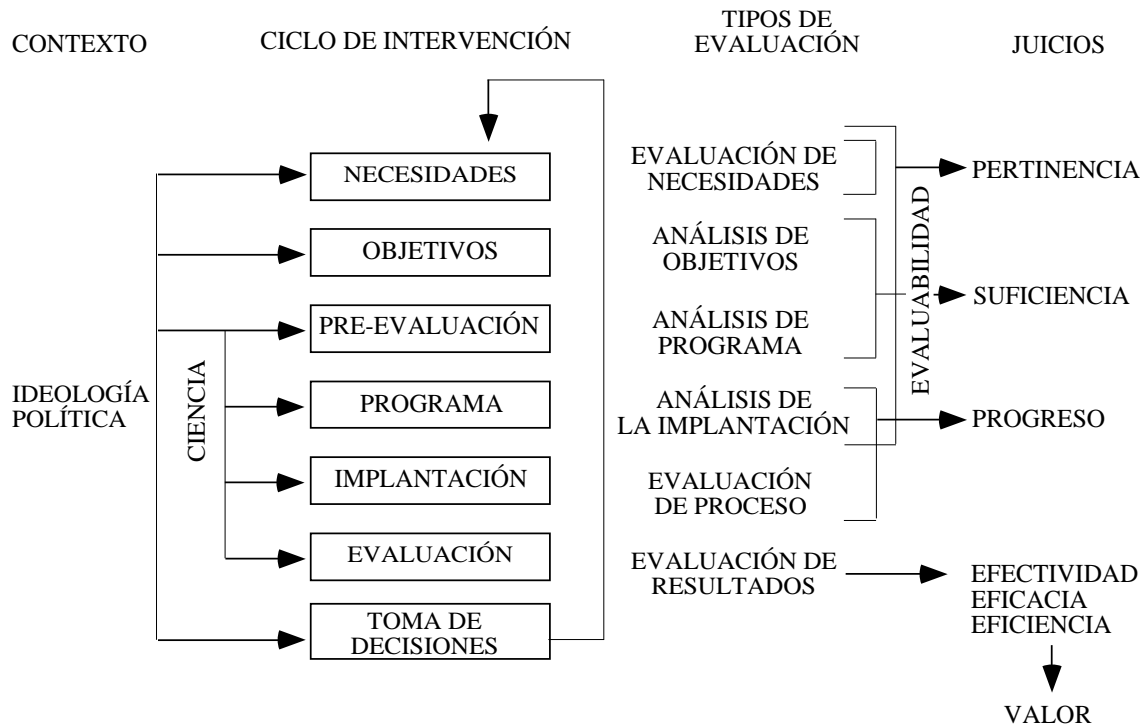 CONTEXTO
CICLO DE INTERVENCIÓN
TIPOS DE
EVALUACIÓN
JUICIOS
IDEOLOGÍA
POLÍTICA
CIENCIA
NECESIDADES
OBJETIVOS
PRE-EVALUACIÓN
PROGRAMA
IMPLANTACIÓN
EVALUACIÓN
TOMA DE
DECISIONES
EVALUACIÓN DE
NECESIDADES
ANÁLISIS DE
OBJETIVOS
ANÁLISIS DE
PROGRAMA
ANÁLISIS DE
LA IMPLANTACIÓN
EVALUACIÓN
DE PROCESO
EVALUACIÓN DE
RESULTADOS
EVALUABILIDAD
PERTINENCIA
SUFICIENCIA
PROGRESO
EFECTIVIDAD
EFICACIA
EFICIENCIA
VALOR